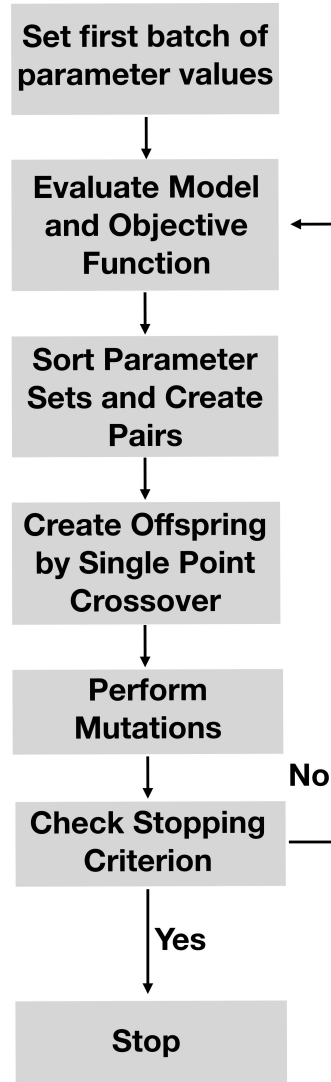 Set first batch of
parameter values
Evaluate Model
and Objective
Function
Sort Parameter
Sets and Create
Pairs
Create Offspring
by Single Point
Crossover
Perform
Mutations
No
Check Stopping
Criterion
Yes
Stop